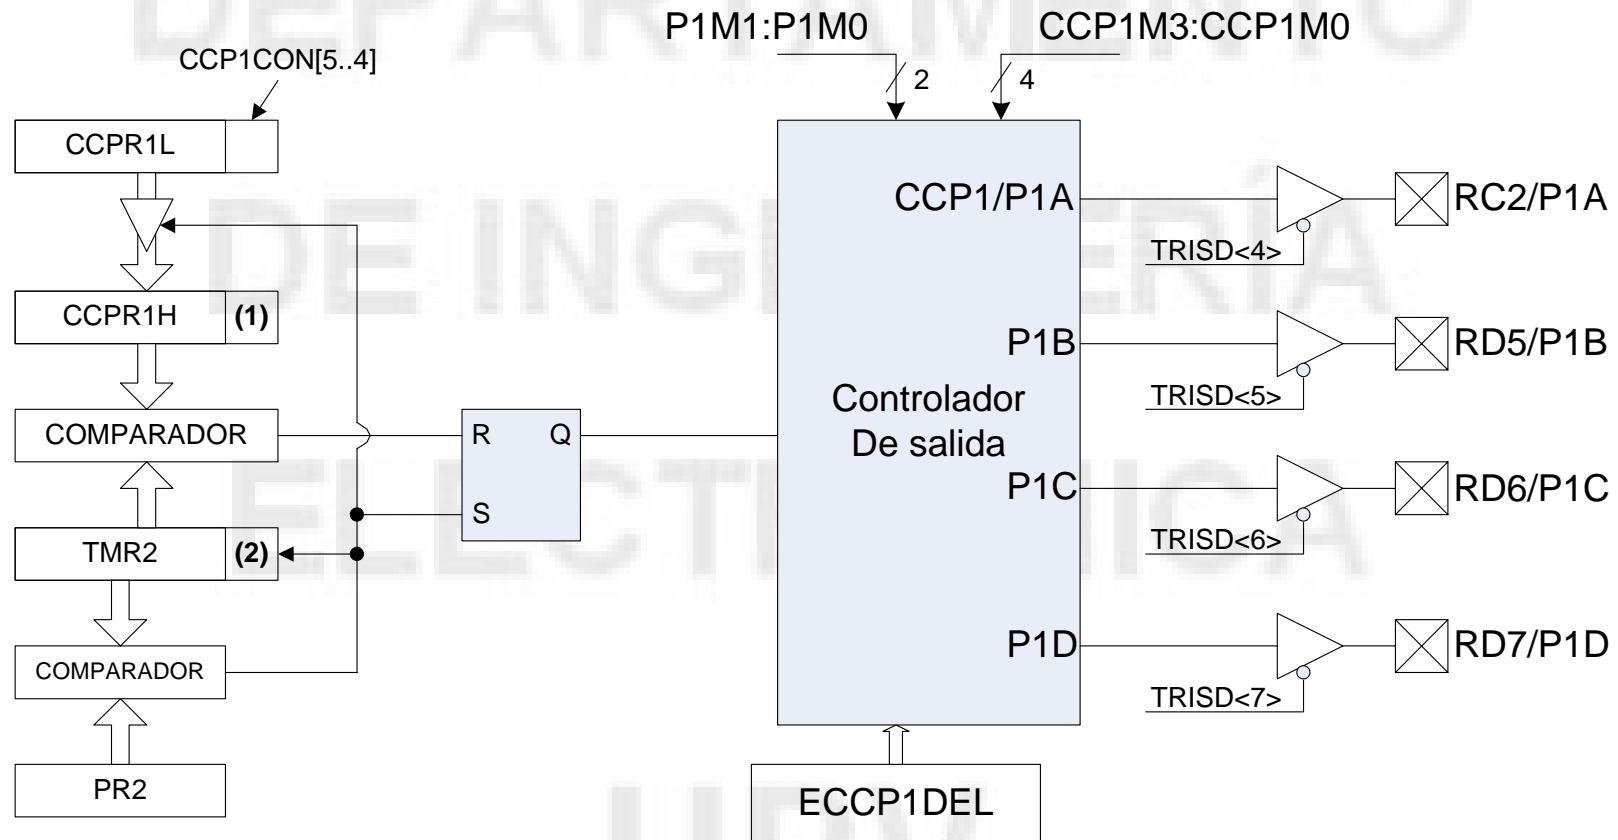 DEPARTAMENTO
P1M1:P1M0
CCP1M3:CCP1M0
CCP1CON[5..4]
2
4
CCPR1L
CCP1/P1A
RC2/P1A
TRISD<4>
DE INGENIERÍA
CCPR1H (1)
P1B
RD5/P1B
TRISD<5>
Controlador
De salida
COMPARADOR
R Q
S
ELECTRÓNICA
P1C
RD6/P1C
TRISD<6>
TMR2 (2)
P1D
RD7/P1D
TRISD<7>
COMPARADOR
PR2
ECCP1DEL
UPV